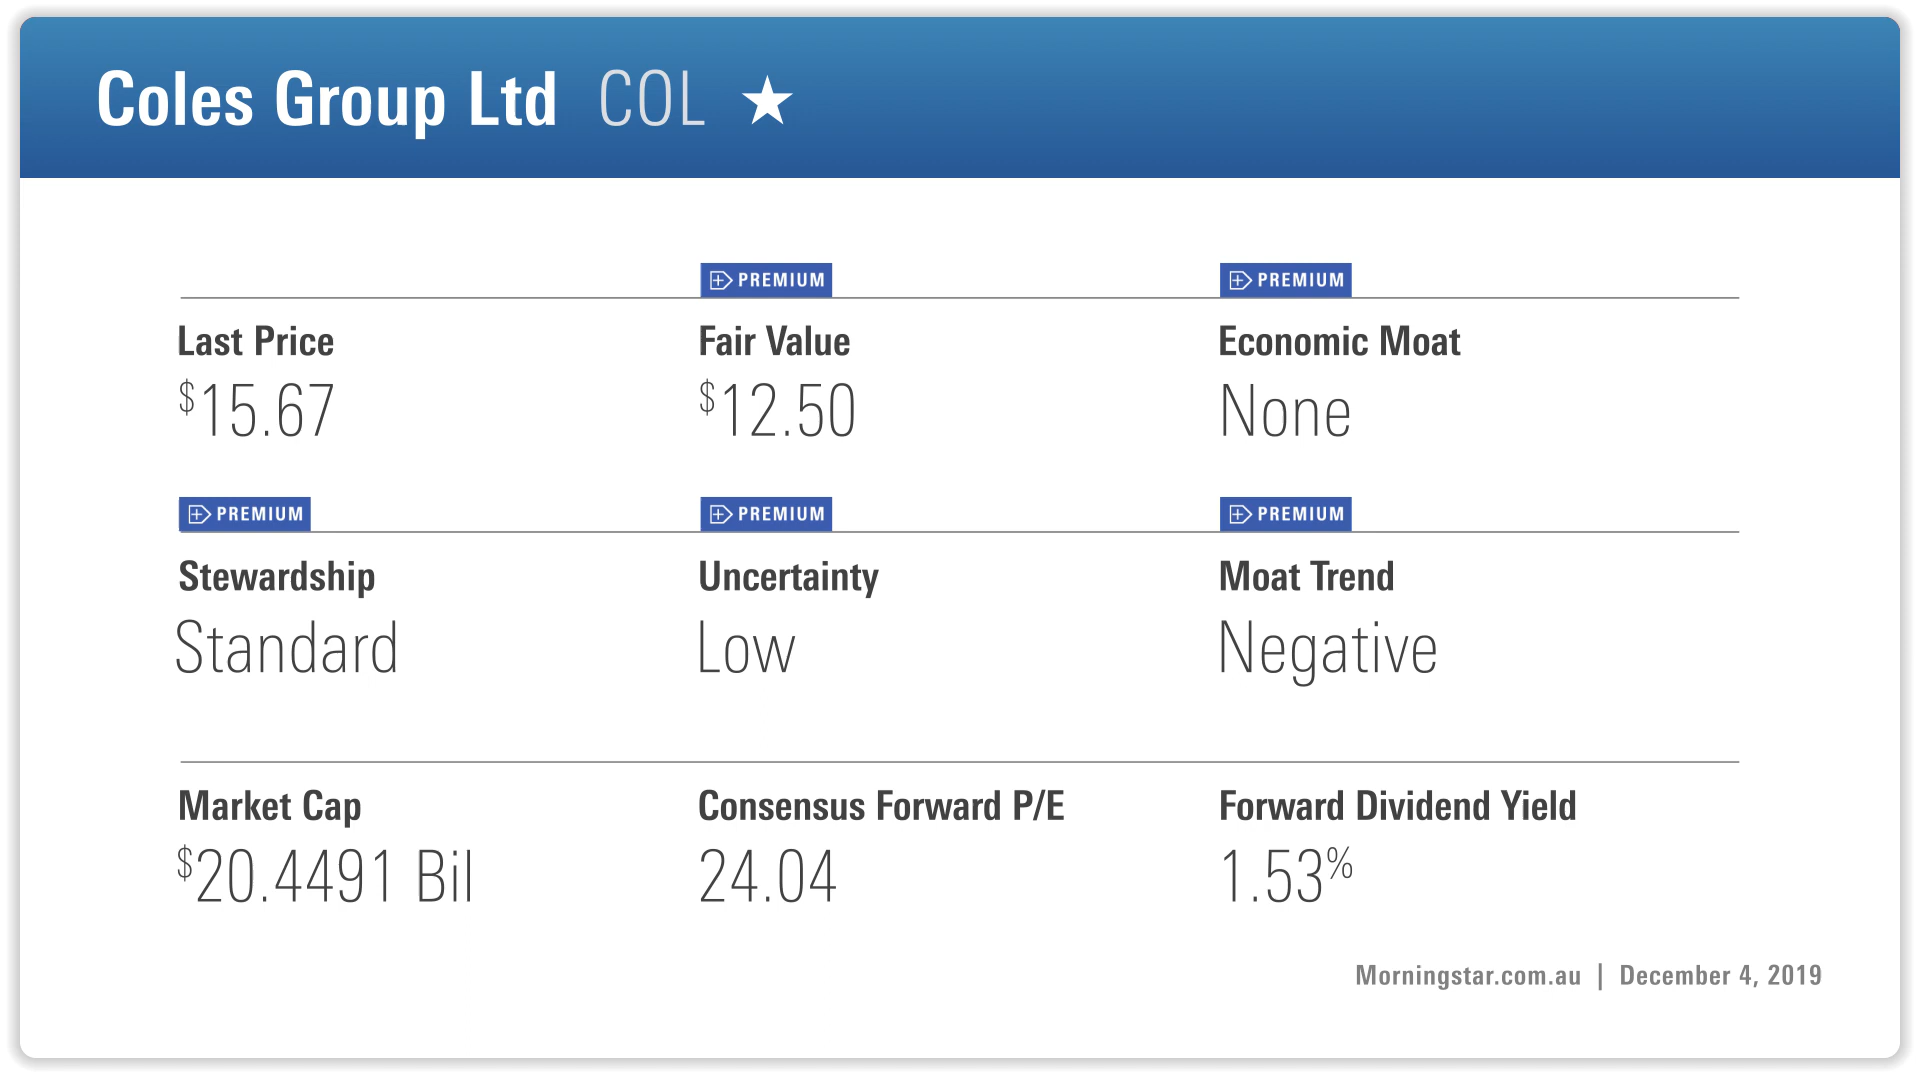 Coles Group Ltd COL
PREMIUM PREMIUM
Last Price Fair Value Economic Moat
$15.67 $12.50 None
PREMIUM PREMIUM PREMIUM
Stewardship Uncertainty Moat Trend
Standard Low Negative
Market Cap Consensus Forward P/E Forward Dividend Yield
$20.4491 Bil 24.04 1.53%
Morningstar.com.au | December 4, 2019